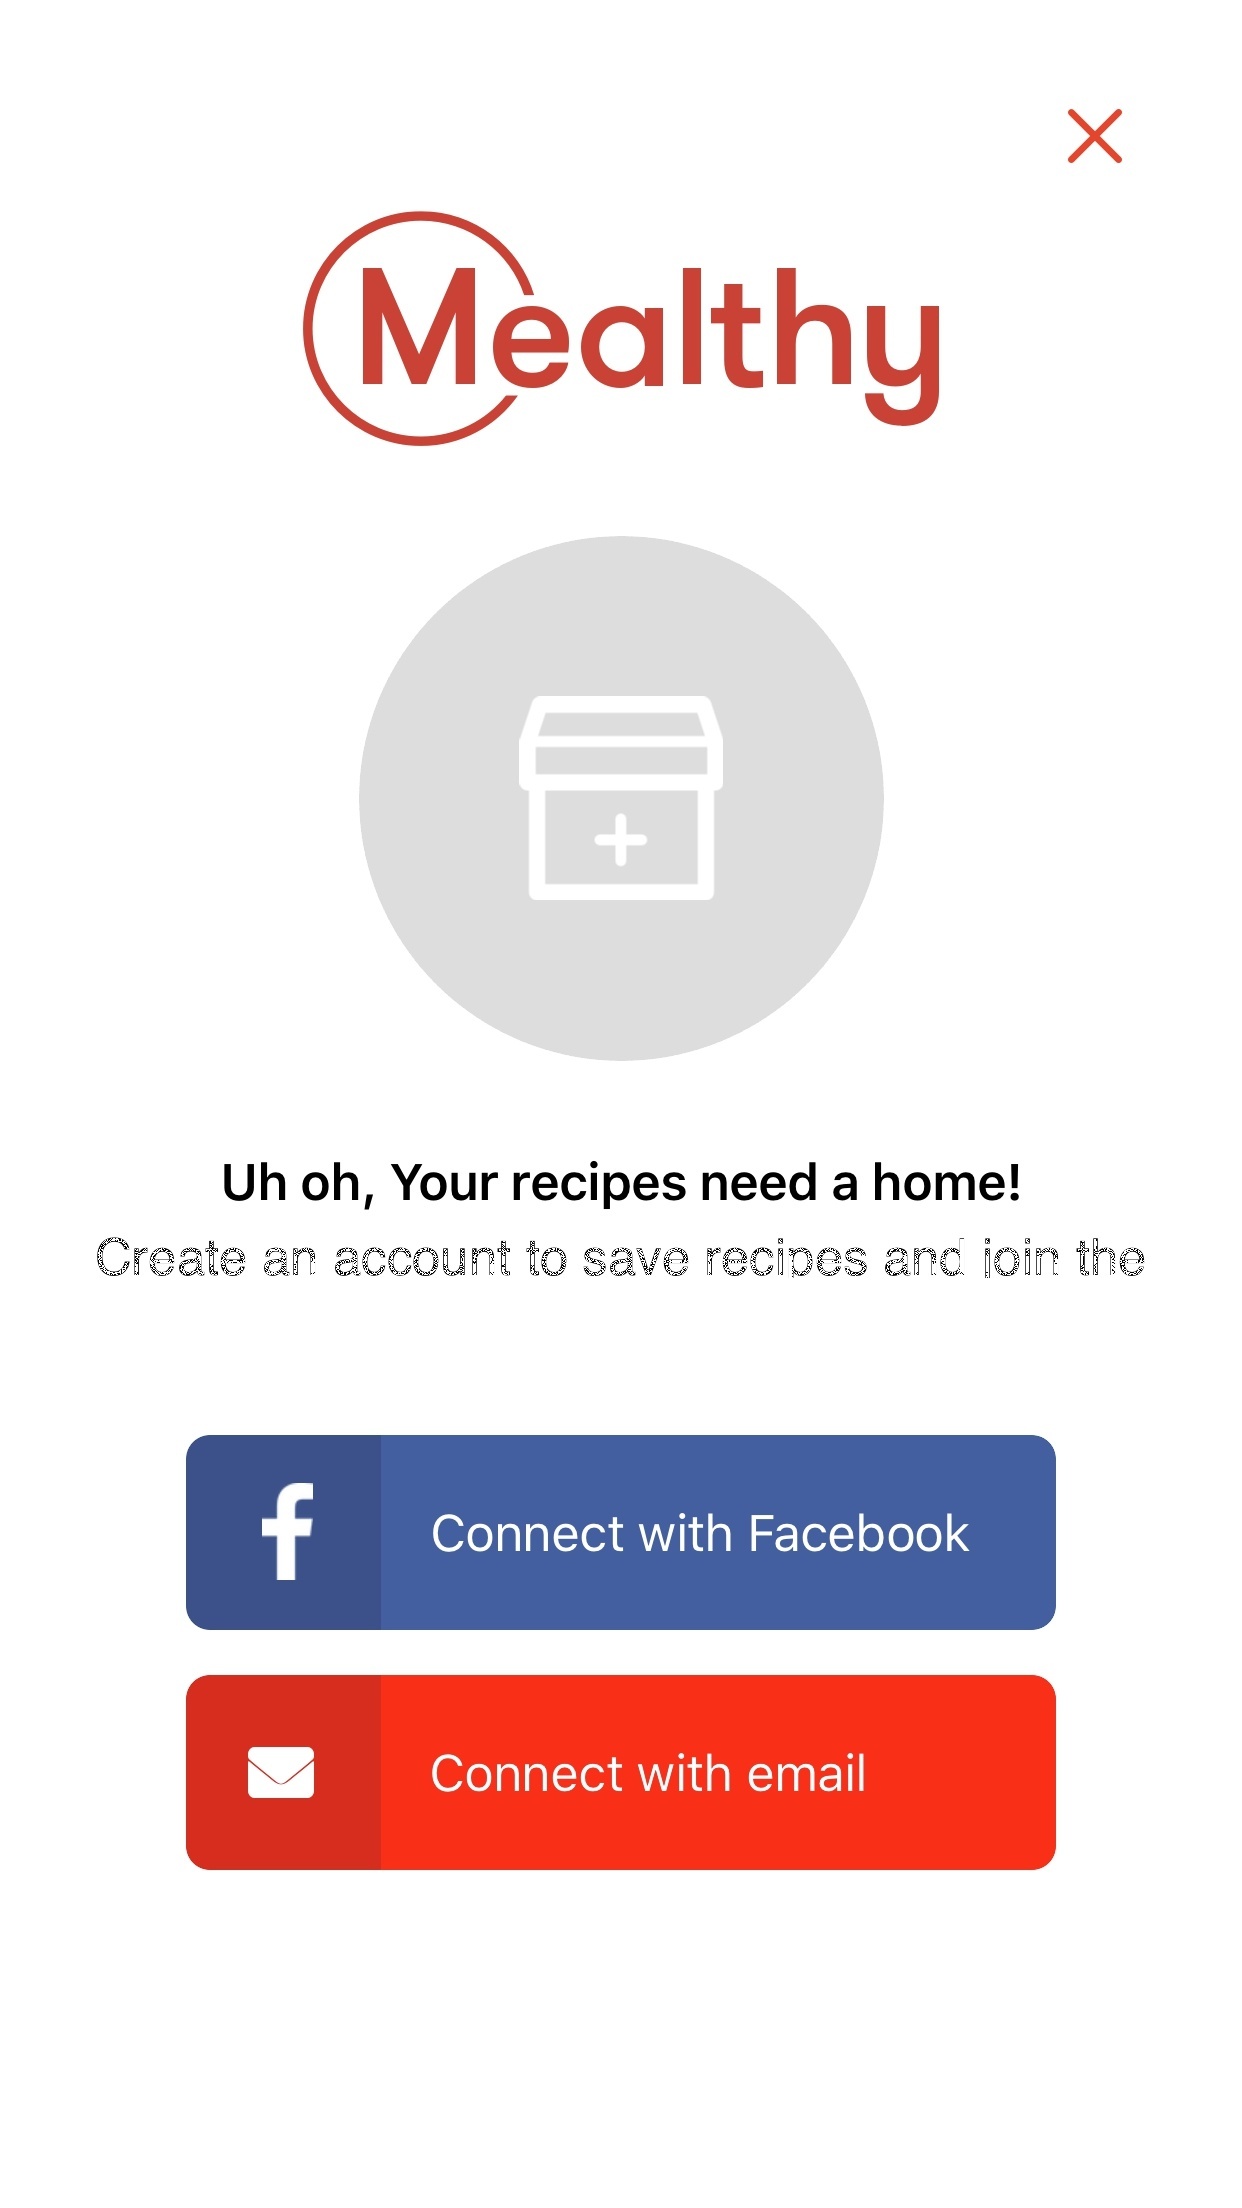 Mealthy
Uh oh, Your recipes need a home!
Create an account to save recipes and join the
Connect with Facebook
Connect with email